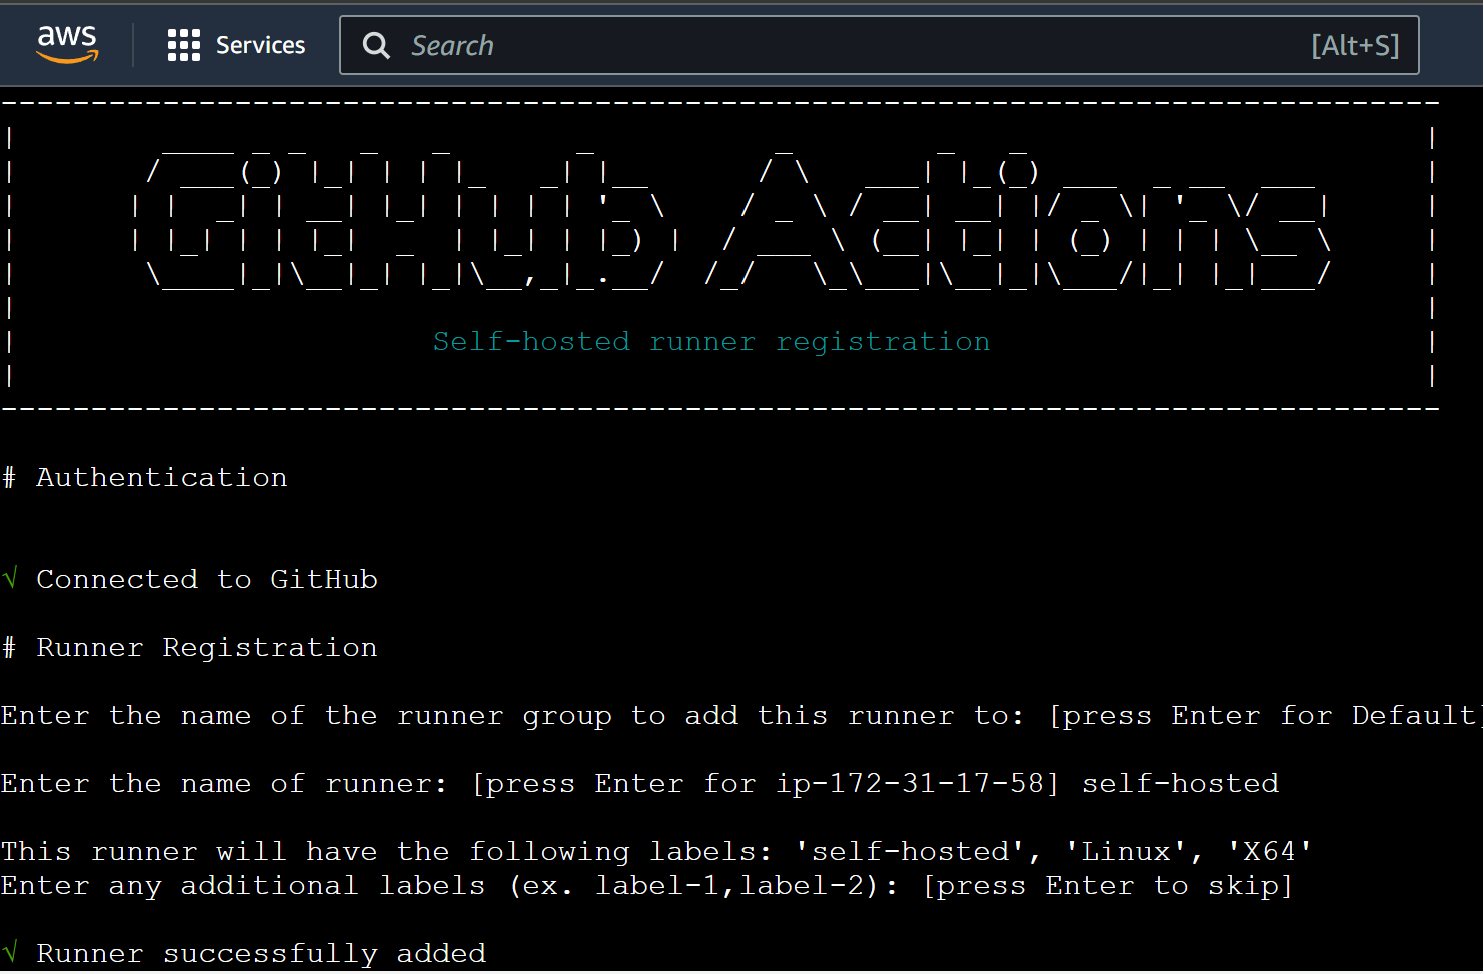 aws
Services
Search
[Alt+S]
GitHub Actions
Self-hosted runner registration
# Authentication
√ Connected to GitHub
# Runner Registration
Enter the name of the runner group to add this runner to: [press Enter for Default]
Enter the name of runner: [press Enter for ip-172-31-17-58] self-hosted
This runner will have the following labels: 'self-hosted', 'Linux', 'X64'
Enter any additional labels (ex. label-1,label-2): [press Enter to skip]
√ Runner successfully added